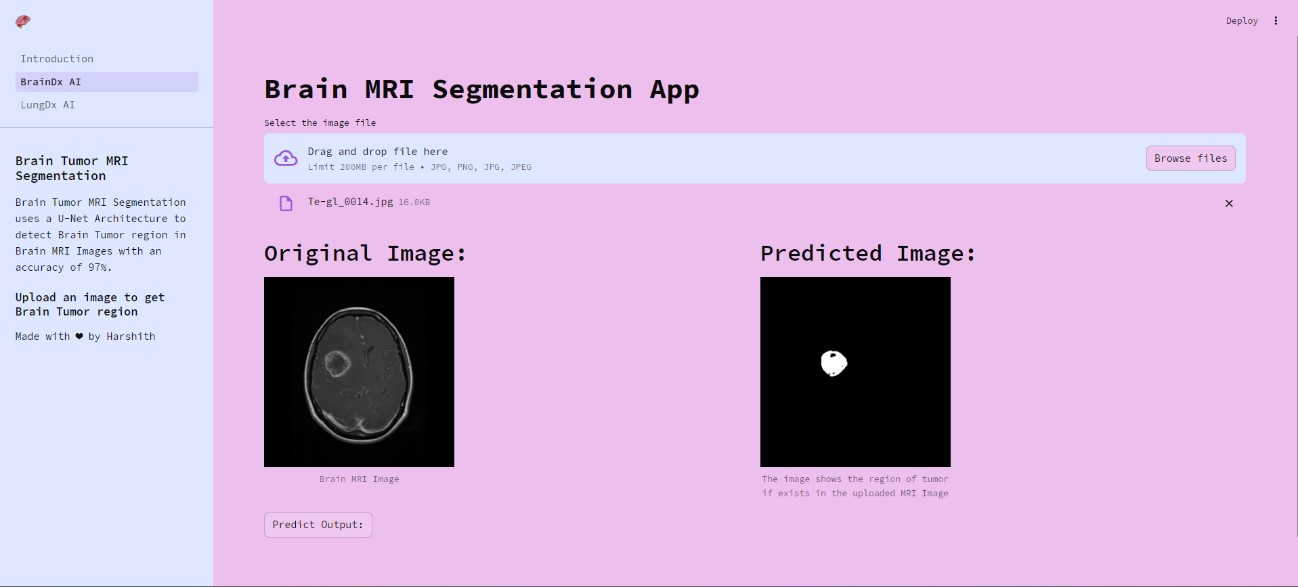 Deploy
Introduction
BrainDx AI
LungDx AI
Brain Tumor MRI
Segmentation
Brain Tumor MRI Segmentation
uses a U-Net Architecture to
detect Brain Tumor region in
Brain MRI Images with an
accuracy of 97%.
Upload an image to get
Brain Tumor region
Made with ❤ by Harshith
Brain MRI Segmentation App
Select the image file
Drag and drop file here
Limit 200MB per file • JPG, PNG, JPG, JPEG
Browse files
Te-gl_0014.jpg 16.0KB
Original Image:
Brain MRI Image
Predicted Image:
The image shows the region of tumor
if exists in the uploaded MRI Image
Predict Output: